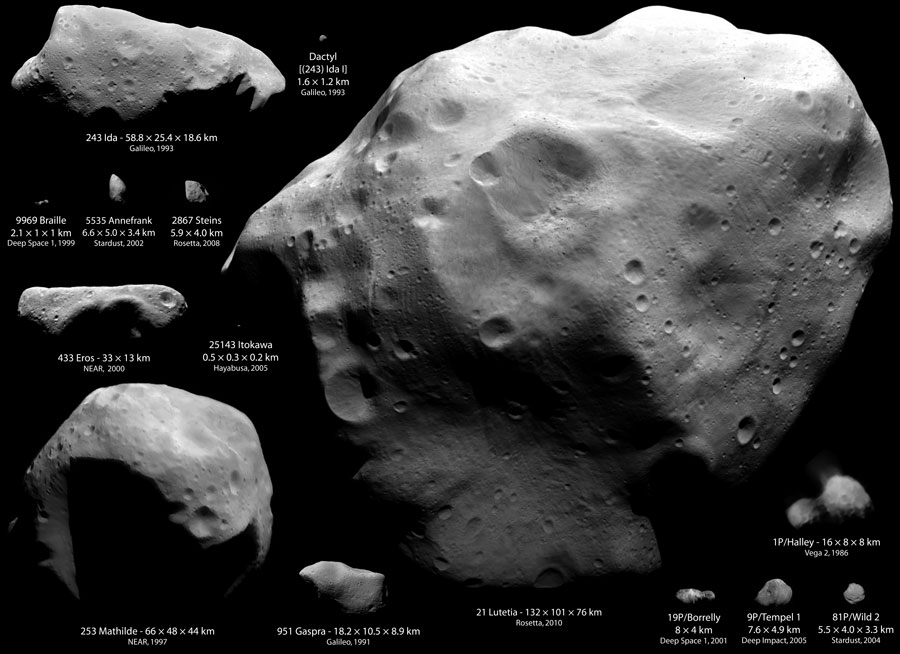 Dactyl
[(243) Ida I]
1.6 × 1.2 km
Galileo, 1993
243 Ida - 58.8 × 25.4 × 18.6 km
Galileo, 1993
9969 Braille
2.1 × 1 × 1 km
Deep Space 1, 1999
5535 Annefrank
6.6 × 5.0 × 3.4 km
Stardust, 2002
2867 Steins
5.9 × 4.0 km
Rosetta, 2008
433 Eros - 33 × 13 km
NEAR, 2000
25143 Itokawa
0.5 × 0.3 × 0.2 km
Hayabusa, 2005
253 Mathilde - 66 × 48 × 44 km
NEAR, 1997
951 Gaspra - 18.2 × 10.5 × 8.9 km
Galileo, 1991
21 Lutetia - 132 × 101 × 76 km
Rosetta, 2010
1P/Halley - 16 × 8 × 8 km
Vega 2, 1986
19P/Borrelly
8 × 4 km
Deep Space 1, 2001
9P/Tempel 1
7.6 × 4.9 km
Deep Impact, 2005
81P/Wild 2
5.5 × 4.0 × 3.3 km
Stardust, 2004